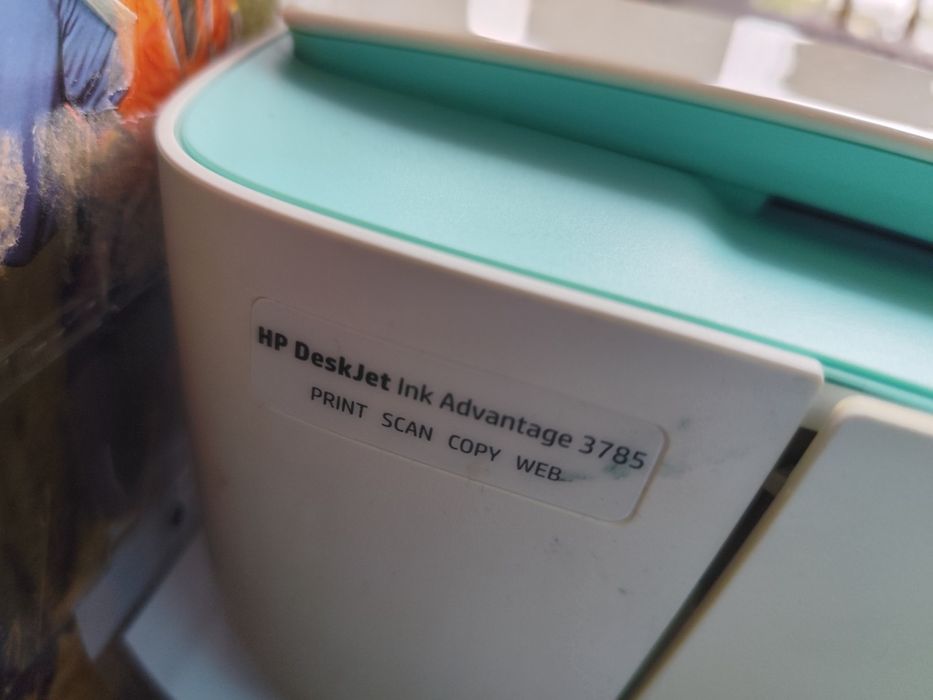 HP DeskJet Ink Advantage 3785
PRINT SCAN COPY WEB